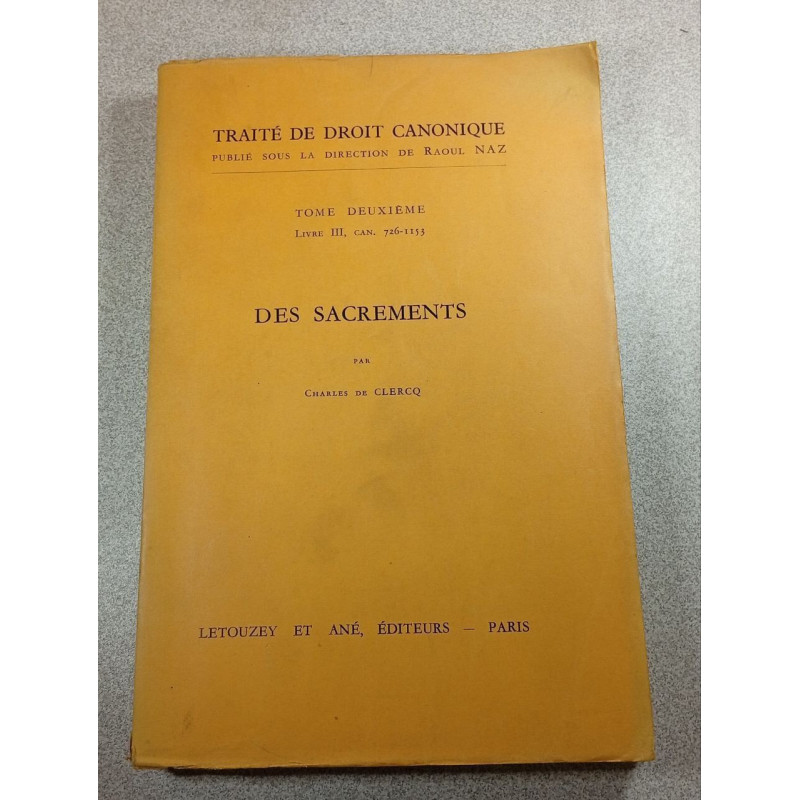 TRAITÉ DE DROIT CANONIQUE
PUBLIÉ SOUS LA DIRECTION DE RAOUL NAZ
TOME DEUXIÈME
LIVRE III, CAN. 726-1153
DES SACREMENTS
PAR
CHARLES DE CLERCQ
LETOUZEY ET ANÉ, ÉDITEURS — PARIS